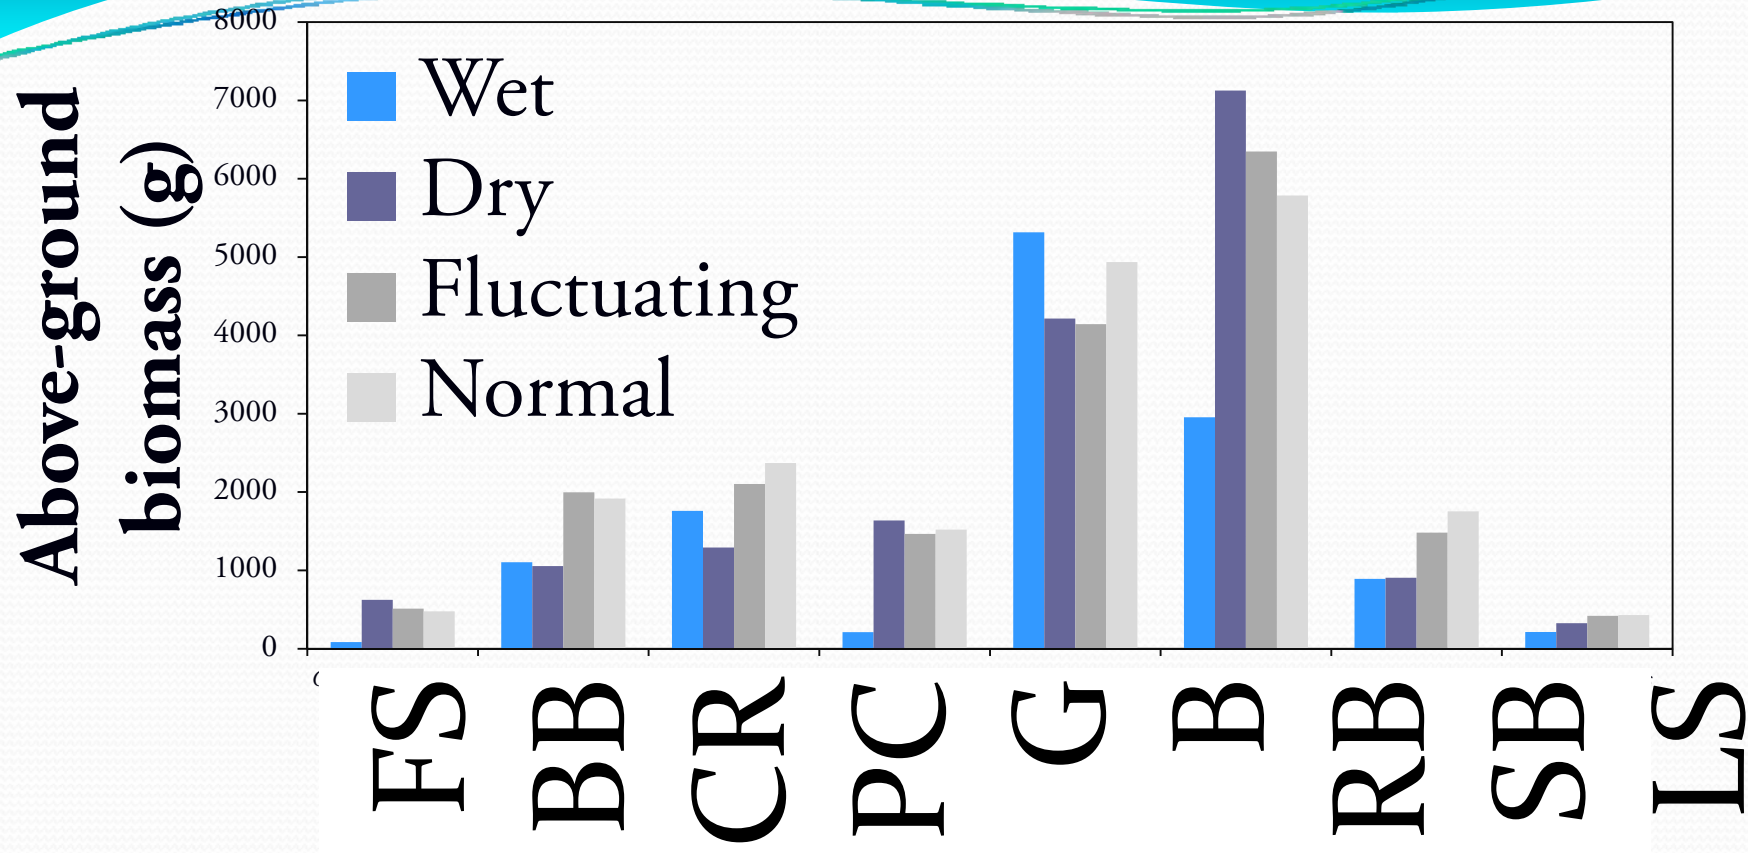 Above-ground
biomass (g)
8000
7000
6000
5000
4000
3000
2000
1000
0
Wet
Dry
Fluctuating
Normal
FS
BB
CR
PC
G
B
RB
SB
LS